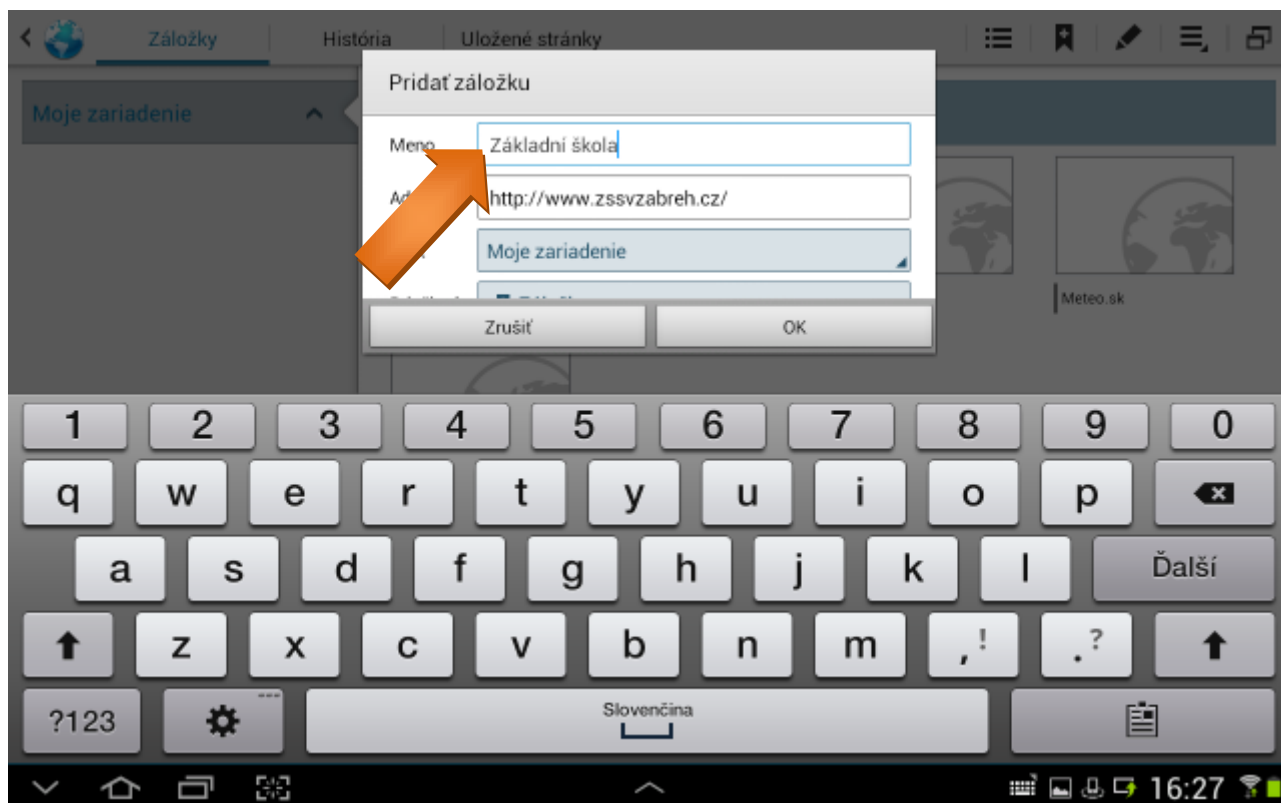 Záložky História Uložené stránky
Pridať záložku
Moje zariadenie
Meno Základní škola
http://www.zssvzabreh.cz/
Moje zariadenie
Meteo.sk
Zrušiť OK
1 2 3 4 5 6 7 8 9 0
q w e r t y u i o p
a s d f g h j k l Ďalší
z x c v b n m , ! . ?
?123 Slovenčina
16:27